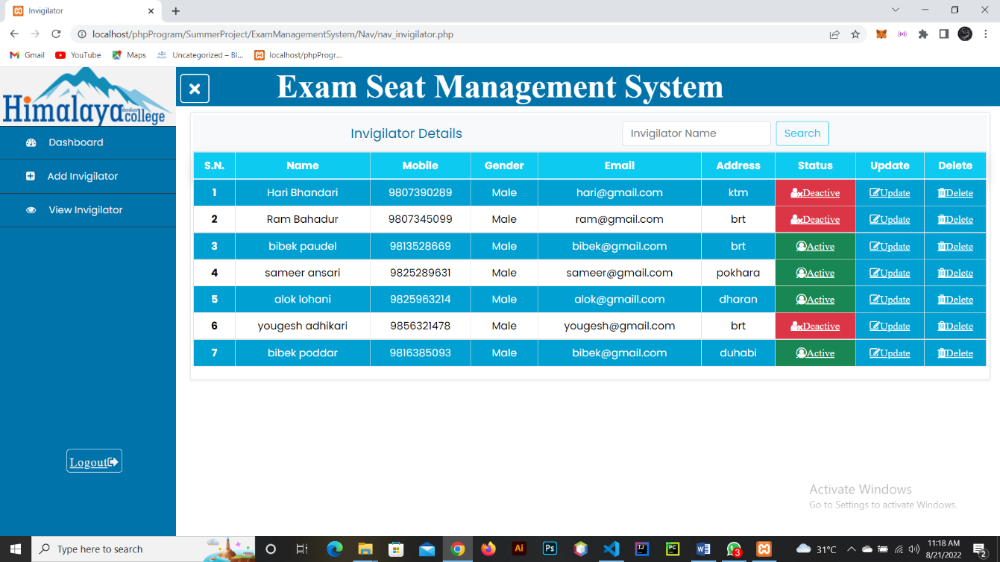 Invigilator
localhost/phpProgram/SummerProject/ExamManagementSystem/Nav/nav_invigilator.php
Gmail YouTube Maps Uncategorized – Bl... localhost/phpProgr...
Himalaya college
Exam Seat Management System
Dashboard
Add Invigilator
View Invigilator
Logout
Invigilator Details Invigilator Name Search
S.N. Name Mobile Gender Email Address Status Update Delete
1 Hari Bhandari 9807390289 Male hari@gmail.com ktm Deactive Update Delete
2 Ram Bahadur 9807345099 Male ram@gmail.com brt Deactive Update Delete
3 bibek paudel 9813528669 Male bibek@gmail.com brt Active Update Delete
4 sameer ansari 9825289631 Male sameer@gmail.com pokhara Active Update Delete
5 alok lohani 9825963214 Male alok@gmaill.com dharan Active Update Delete
6 yougesh adhikari 9856321478 Male yougesh@gmail.com brt Deactive Update Delete
7 bibek poddar 9816385093 Male bibek@gmail.com duhabi Active Update Delete
Activate Windows
Go to Settings to activate Windows.
Type here to search
Ai Ps IJ PC W 3
31°C
11:18 AM
8/21/2022
2